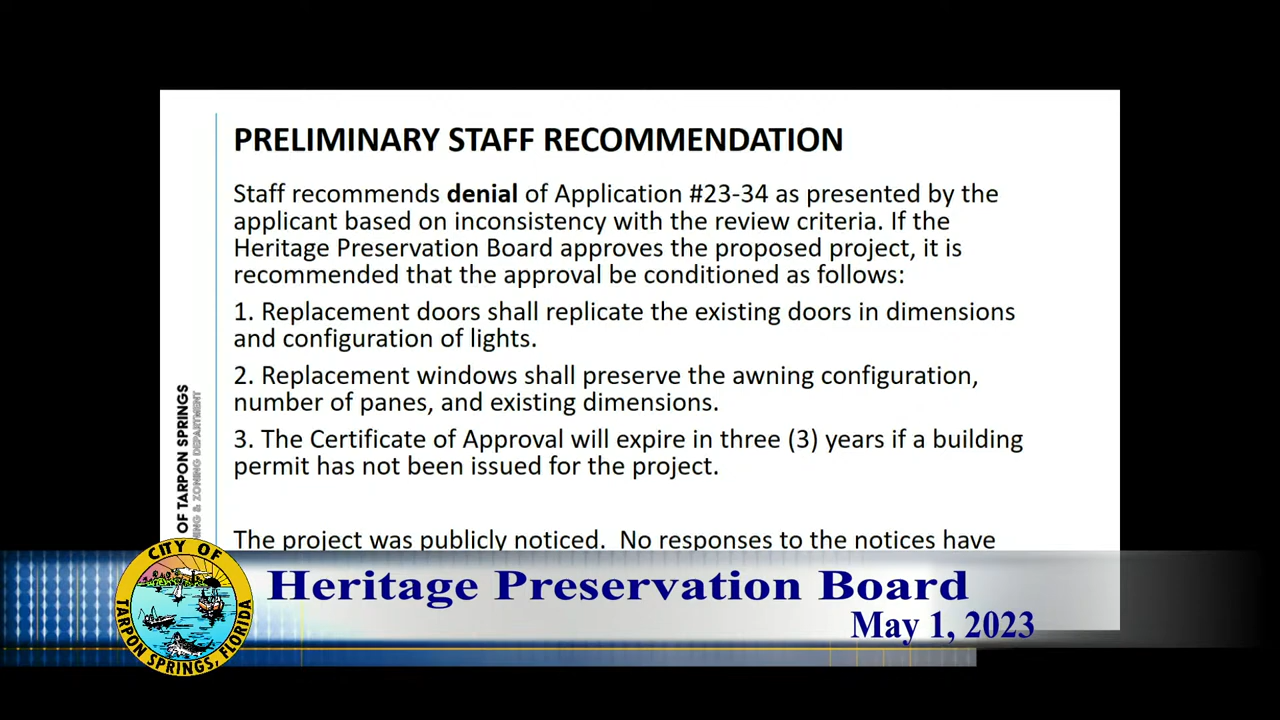 PRELIMINARY STAFF RECOMMENDATION
Staff recommends denial of Application #23-34 as presented by the
applicant based on inconsistency with the review criteria. If the
Heritage Preservation Board approves the proposed project, it is
recommended that the approval be conditioned as follows:
1. Replacement doors shall replicate the existing doors in dimensions
and configuration of lights.
2. Replacement windows shall preserve the awning configuration,
number of panes, and existing dimensions.
3. The Certificate of Approval will expire in three (3) years if a building
permit has not been issued for the project.
The project was publicly noticed. No responses to the notices have
OF TARPON SPRINGS
& ZONING DEPARTMENT
CITY OF
TARPON SPRINGS, FLORIDA
Heritage Preservation Board
May 1, 2023